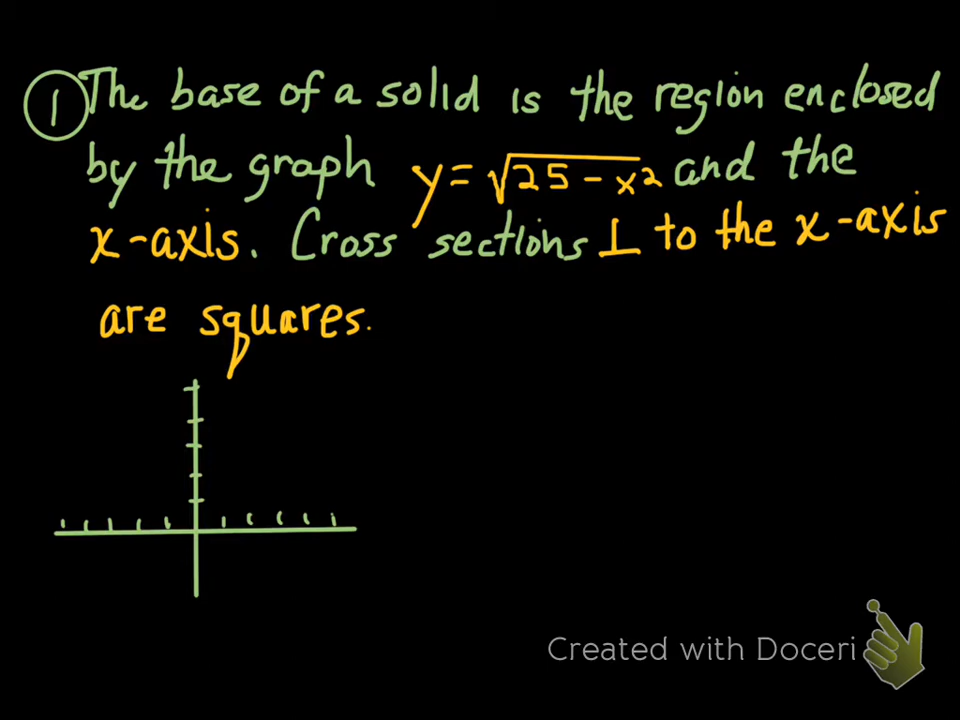 ① The base of a solid is the region enclosed
by the graph y = √25 - x² and the
x-axis. Cross sections ⊥ to the x-axis
are squares.
Created with Doceri